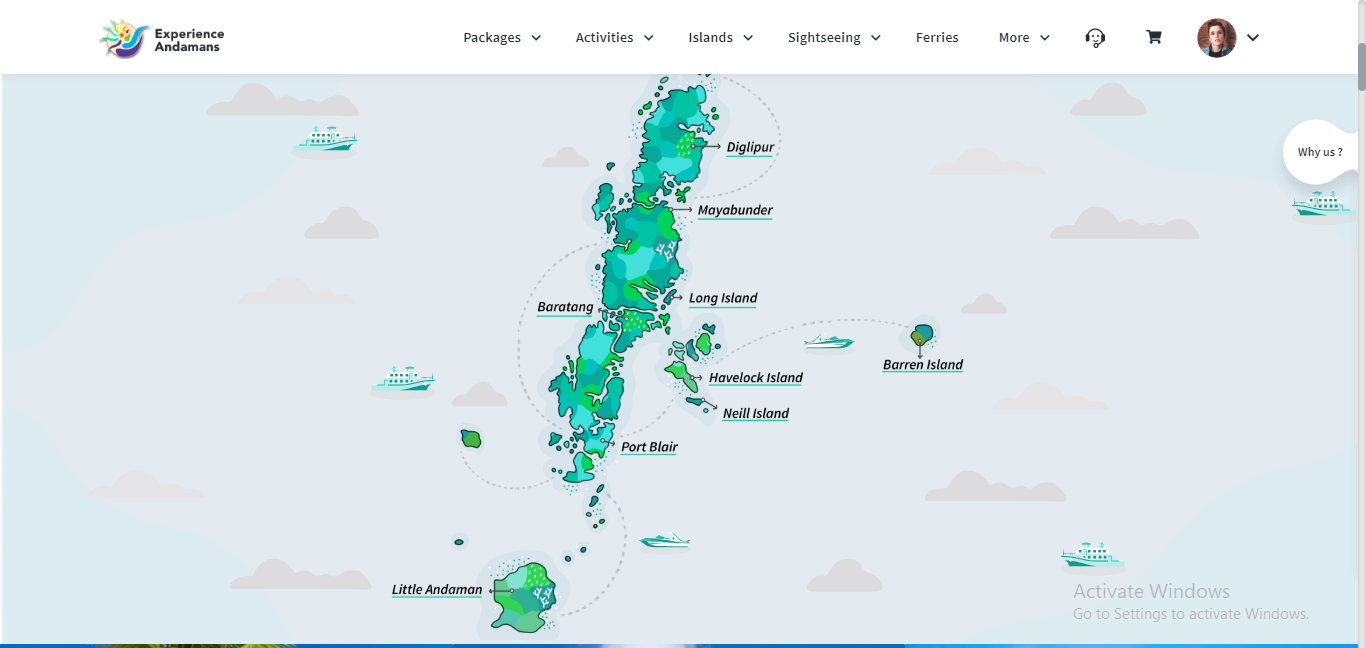 Experience
Andamans
Packages
Activities
Islands
Sightseeing
Ferries
More
Why us ?
Diglipur
Mayabunder
Long Island
Baratang
Barren Island
Havelock Island
Neill Island
Port Blair
Little Andaman
Activate Windows
Go to Settings to activate Windows.